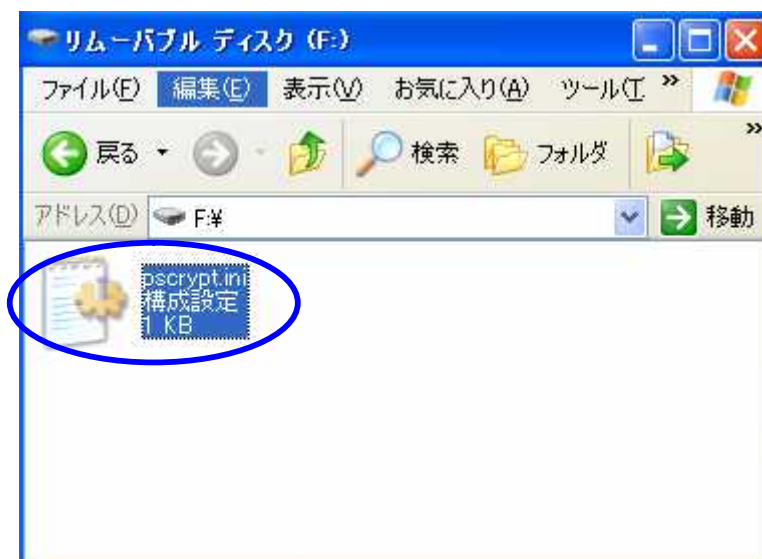 リムーバブル ディスク (F:)
ファイル(F) 編集(E) 表示(V) お気に入り(A) ツール(T »
戻る 検索 フォルダ »
アドレス(D) F:¥ 移動
pscrypt.ini
構成設定
1 KB